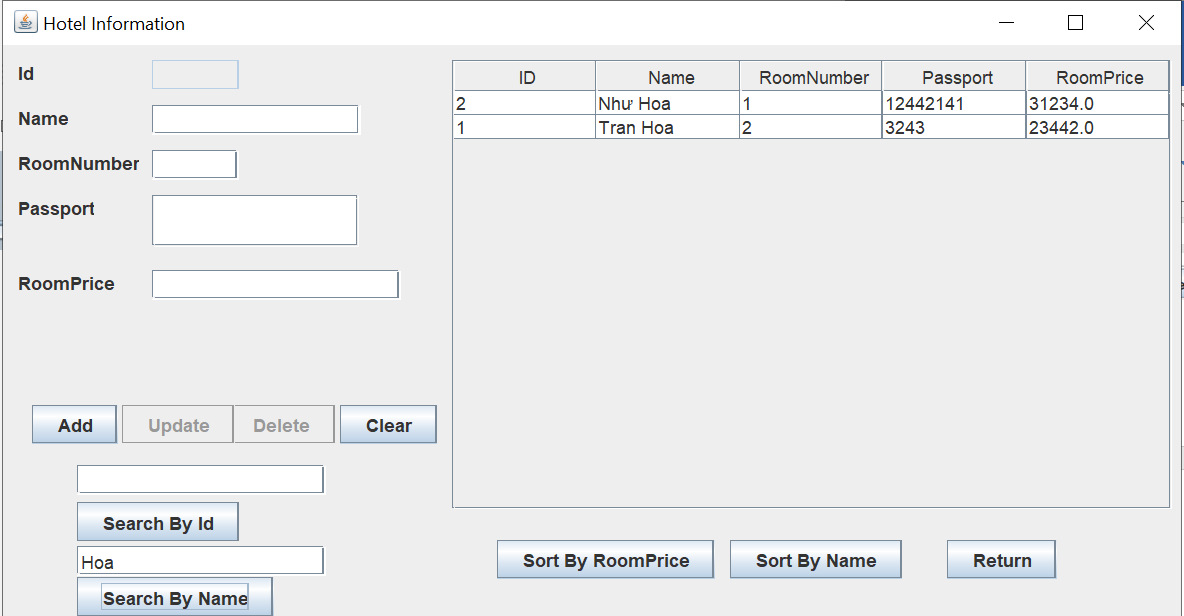 Hotel Information
Id
Name
RoomNumber
Passport
RoomPrice
Add Update Delete Clear
Search By Id
Hoa
Search By Name
ID Name RoomNumber Passport RoomPrice
2 Như Hoa 1 12442141 31234.0
1 Tran Hoa 2 3243 23442.0
Sort By RoomPrice Sort By Name Return